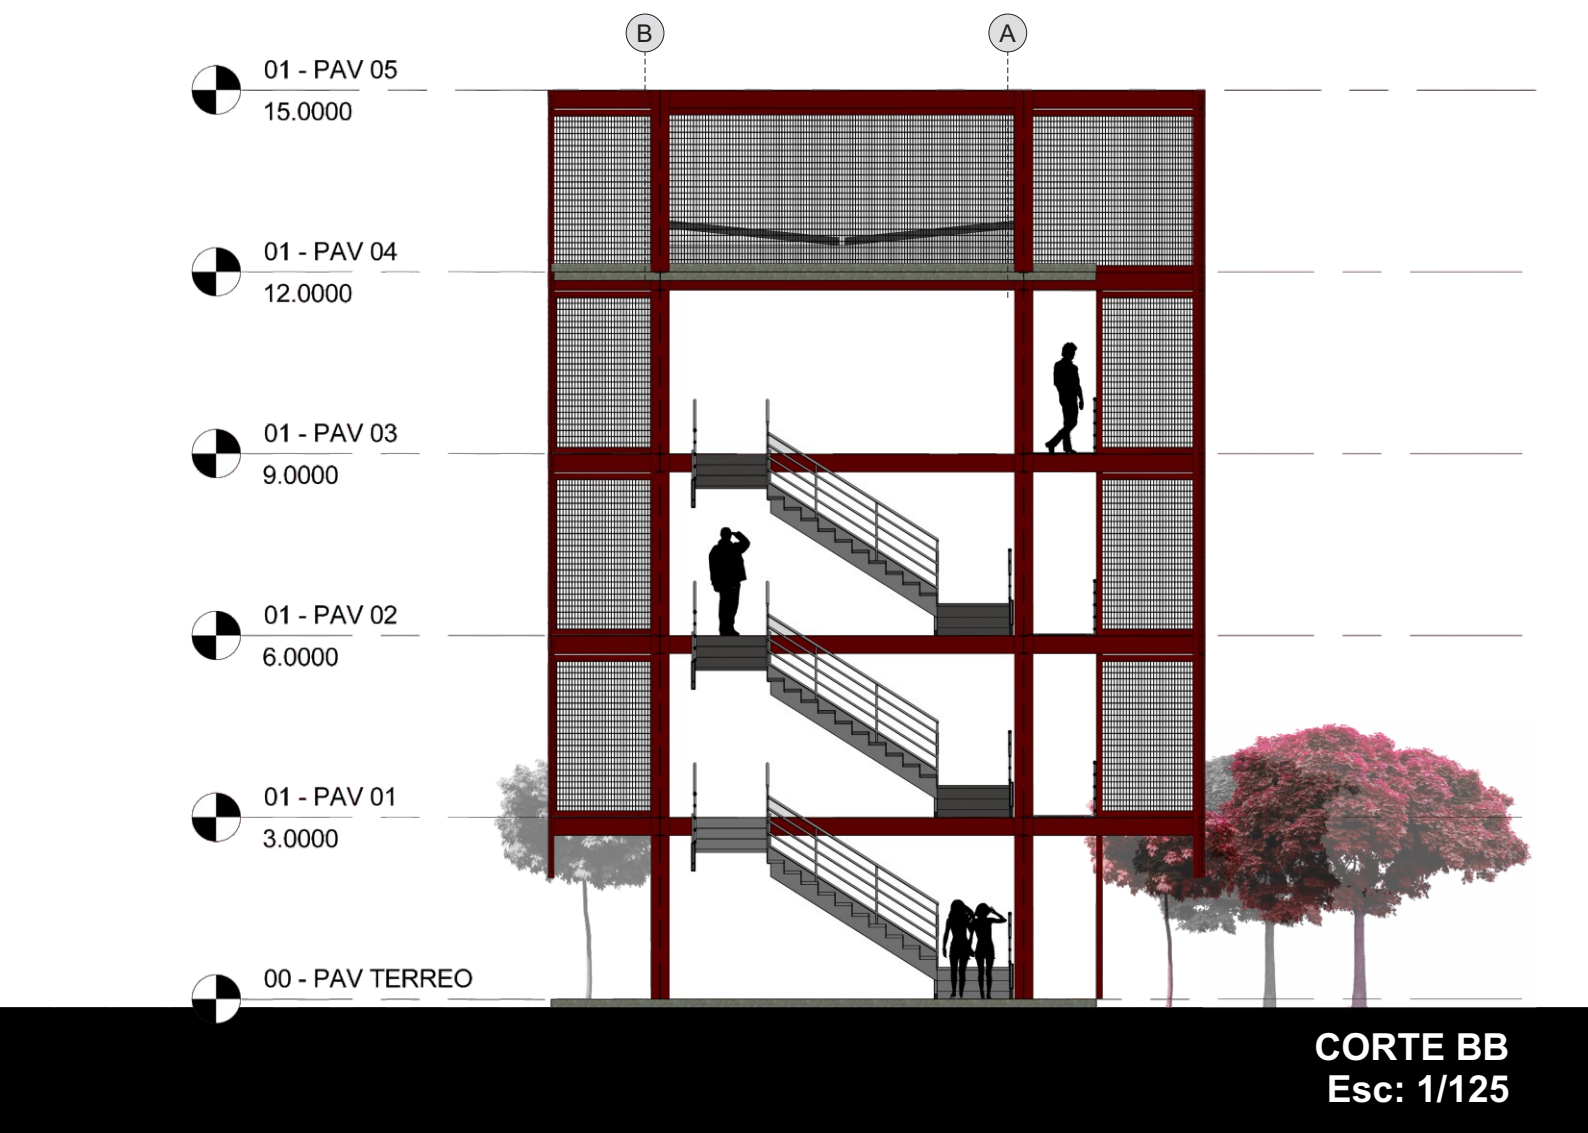 B
A
01 - PAV 05
15.0000
01 - PAV 04
12.0000
01 - PAV 03
9.0000
01 - PAV 02
6.0000
01 - PAV 01
3.0000
00 - PAV TERREO
CORTE BB
Esc: 1/125